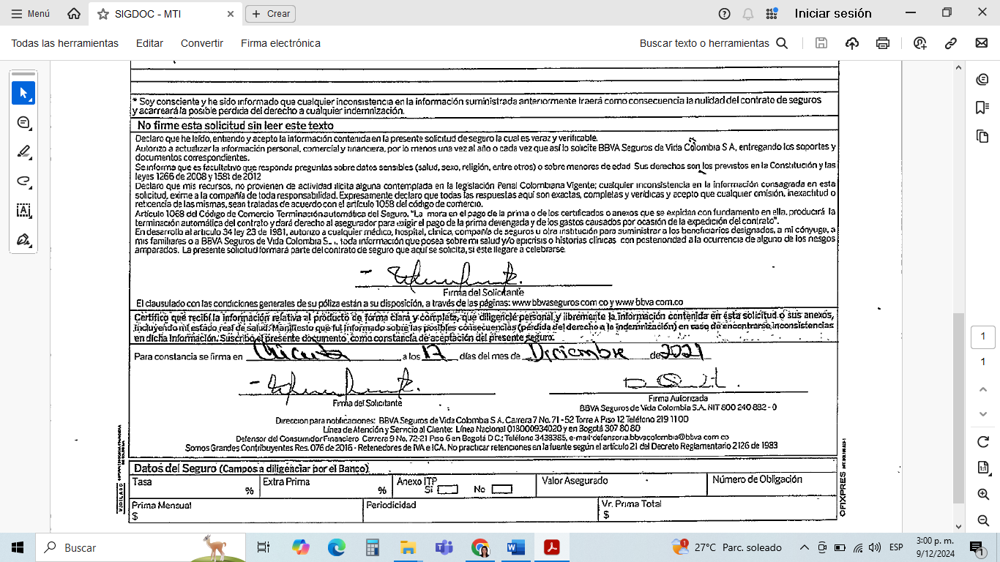 Menú
SIGDOC - MTI
Crear
Iniciar sesión
Todas las herramientas
Editar
Convertir
Firma electrónica
Buscar texto o herramientas
* Soy consciente y he sido informado que cualquier inconsistencia en la información suministrada anteriormente traerá como consecuencia la nulidad del contrato de seguros
y acarreará la posible perdida del derecho a cualquier indemnización.
No firme esta solicitud sin leer este texto
Declaro que he leído, entiendo y acepto la información contenida en la presente solicitud de seguro la cual es veraz y verificable.
Autorizo a actualizar la información personal, comercial y financiera, por lo menos una vez al año o cada vez que así lo solicite BBVA Seguros de Vida Colombia S A, entregando los soportes y
documentos correspondientes.
Se informa que es facultativo que responda preguntas sobre datos sensibles (salud, sexo, religión, entre otros) o sobre menores de edad Sus derechos son los previstos en la Constitución y las
leyes 1266 de 2008 y 1581 de 2012
Declaro que mis recursos, no provienen de actividad ilícita alguna contemplada en la legislación Penal Colombiana Vigente; cualquier inconsistencia en la información consagrada en esta
solicitud, exime a la compañía de toda responsabilidad. Expresamente declaro que todas las respuestas aquí son exactas, completas y verídicas y acepto que cualquier omisión, inexactitud o
reticencia de las mismas, sean tratadas de acuerdo con el artículo 1058 del código de comercio.
Artículo 1068 del Código de Comercio Terminación automática del Seguro. "La mora en el pago de la prima o de los certificados o anexos que se expidan con fundamento en ella, producirá la
terminación automática del contrato y dará derecho al asegurador para exigir el pago de la prima devengada y de los gastos causados por ocasión de la expedición del contrato".
En desarrollo al artículo 34 ley 23 de 1981, autorizo a cualquier médico, hospital, clínica, compañía de seguros u otra institución para suministrar a los beneficiarios designados, a mi cónyuge, a
mis familiares o a BBVA Seguros de Vida Colombia S.., toda información que posea sobre mi salud y/o epicrisis o historias clínicas con posterioridad a la ocurrencia de alguno de los riesgos
amparados. La presente solicitud formará parte del contrato de seguro que aquí se solicita, si éste llegare a celebrarse.
Firma del Solicitante
El clausulado con las condiciones generales de su póliza están a su disposición, a través de las páginas: www bbvaseguros com co y www bbva com.co
Certifico que recibí la información relativa al producto de forma clara y completa, que diligencié personal y libremente la información contenida en esta solicitud o sus anexos,
incluyendo mi estado real de salud. Manifiesto que fui informado sobre las posibles consecuencias (pérdida del derecho a la indemnización) en caso de encontrarse inconsistencias
en dicha información. Suscribo el presente documento como constancia de aceptación del presente seguro.
Para constancia se firma en Cúcuta a los 17 días del mes de Diciembre de 2021
Firma del Solicitante
Firma Autorizada
BBVA Seguros de Vida Colombia S.A. NIT 800 240 882 - 0
Direccion para notificaciones: BBVA Seguros de Vida Colombia S A. Carrera 7 No. 71 - 52 Torre A Piso 12 Teléfono 219 11 00
Línea de Atención y Servicio al Cliente: Línea Nacional 018000934020 y en Bogotá 307 80 80
Defensor del Consumidor Financiero Carrera 9 No. 72-21 Piso 6 en Bogotá D C.; Teléfono 3438385, e-mail defensoria.bbvacolombia@bbva com co
Somos Grandes Contribuyentes Res. 076 de 2016 - Retenedores de IVA e ICA. No practicar retenciones en la fuente según el artículo 21 del Decreto Reglamentario 2126 de 1983
VIGILADO
OFIXPRES
Datos del Seguro (Campos a diligenciar por el Banco)
Tasa %
Extra Prima %
Anexo ITP Si No
Valor Asegurado
Número de Obligación
Prima Mensual $
Periodicidad
Vr. Prima Total $
1
1
Buscar
27°C Parc. soleado
ESP
3:00 p. m.
9/12/2024
1